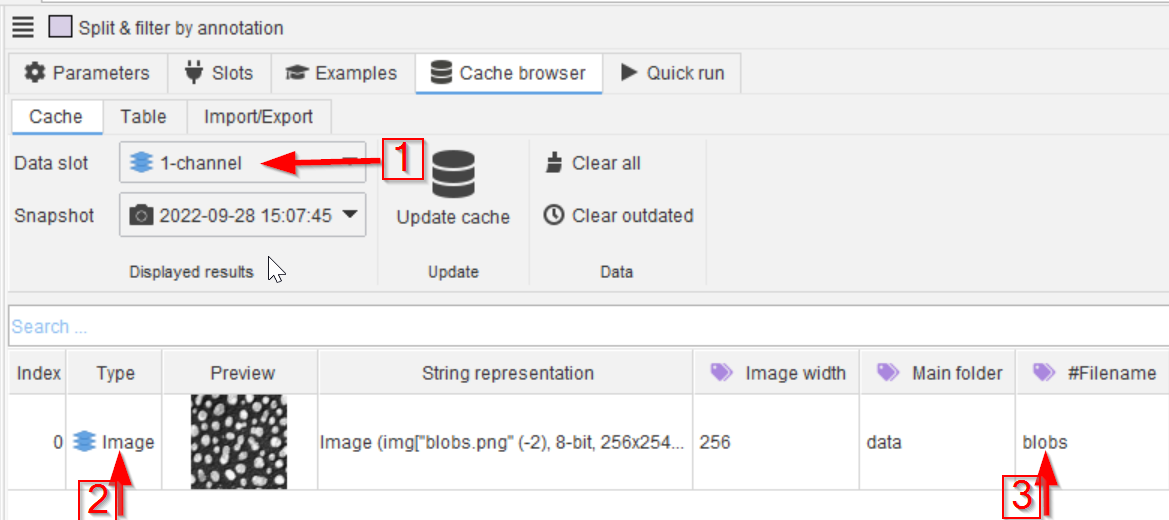 Split & filter by annotation
Parameters Slots Examples Cache browser Quick run
Cache Table Import/Export
Data slot 1-channel 1 Clear all
Snapshot 2022-09-28 15:07:45 Update cache Clear outdated
Displayed results Update Data
Search ...
Index Type Preview String representation Image width Main folder #Filename
0 Image Image (img["blobs.png" (-2), 8-bit, 256x254... 256 data blobs
2 3